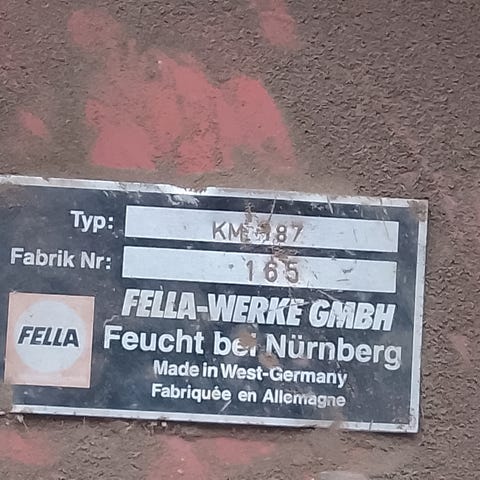 Typ: KM 187
Fabrik Nr: 165
FELLA-WERKE GMBH
FELLA
Feucht bei Nürnberg
Made in West-Germany
Fabriquée en Allemagne